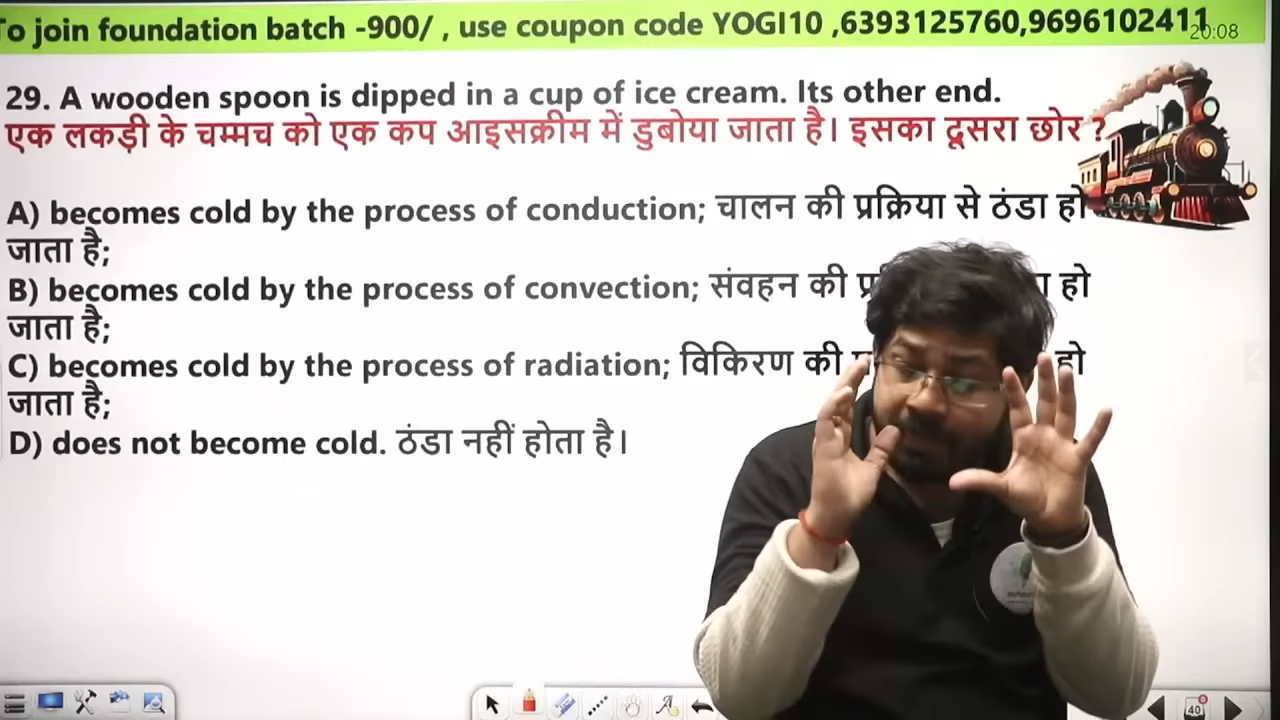 To join foundation batch -900/ , use coupon code YOGI10 ,6393125760,9696102411
20:08
29. A wooden spoon is dipped in a cup of ice cream. Its other end.
एक लकड़ी के चम्मच को एक कप आइसक्रीम में डुबोया जाता है। इसका दूसरा छोर ?
A) becomes cold by the process of conduction; चालन की प्रक्रिया से ठंडा हो
जाता है;
B) becomes cold by the process of convection; संवहन की हो
जाता है;
C) becomes cold by the process of radiation; विकिरण की हो
जाता है;
D) does not become cold. ठंडा नहीं होता है।
40